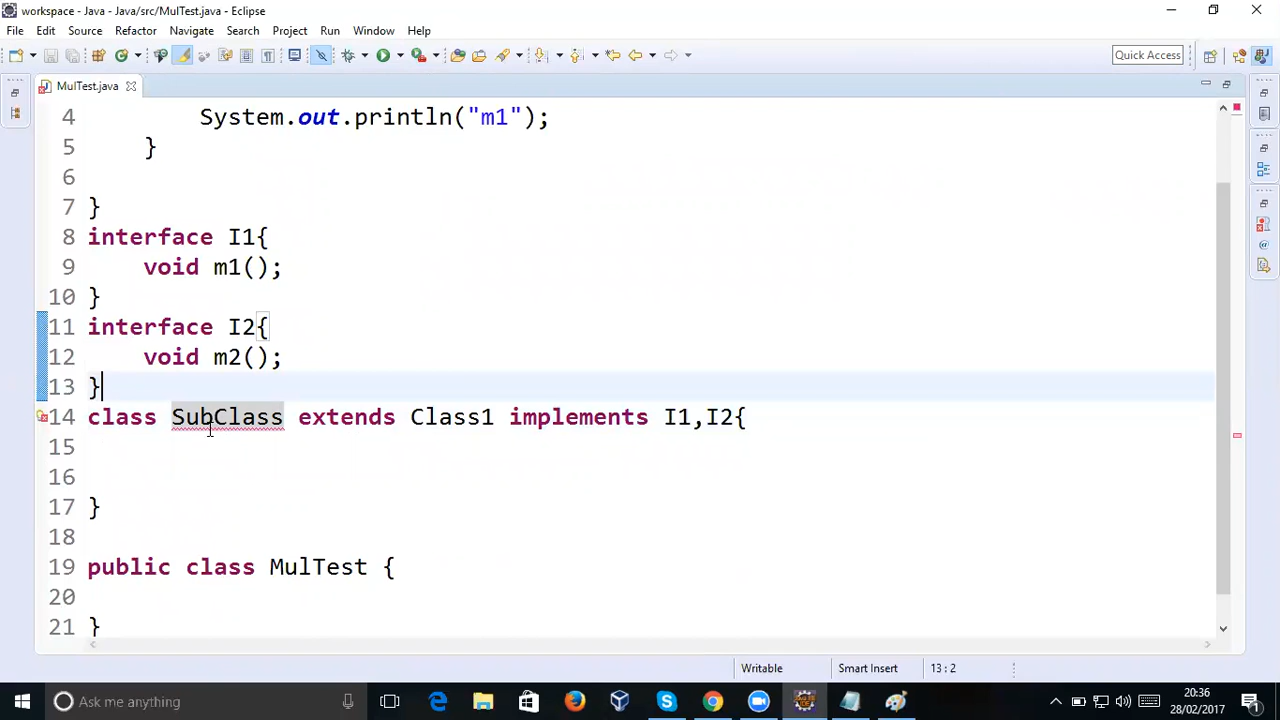 workspace - Java - Java/src/MulTest.java - Eclipse
File Edit Source Refactor Navigate Search Project Run Window Help
Quick Access
MulTest.java
4 System.out.println("m1");
5 }
6
7 }
8 interface I1{
9 void m1();
10 }
11 interface I2{
12 void m2();
13 }
14 class SubClass extends Class1 implements I1,I2{
15
16
17 }
18
19 public class MulTest {
20
21 }
Writable Smart Insert 13 : 2
Ask me anything
20:36
28/02/2017